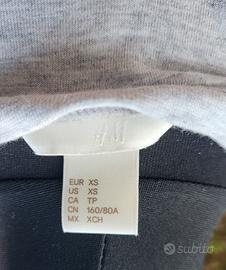 H&M
EUR XS
US XS
CA TP
CN 160/80A
MX XCH
subito